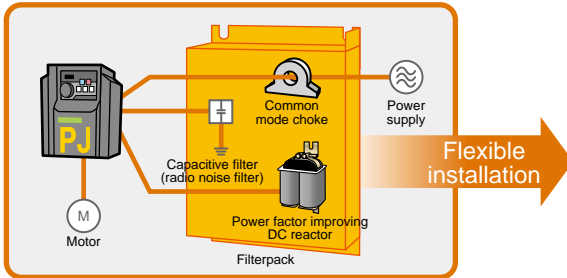 PJ
Common
mode choke
Power
supply
Capacitive filter
(radio noise filter)
Flexible
installation
M
Motor
Power factor improving
DC reactor
Filterpack